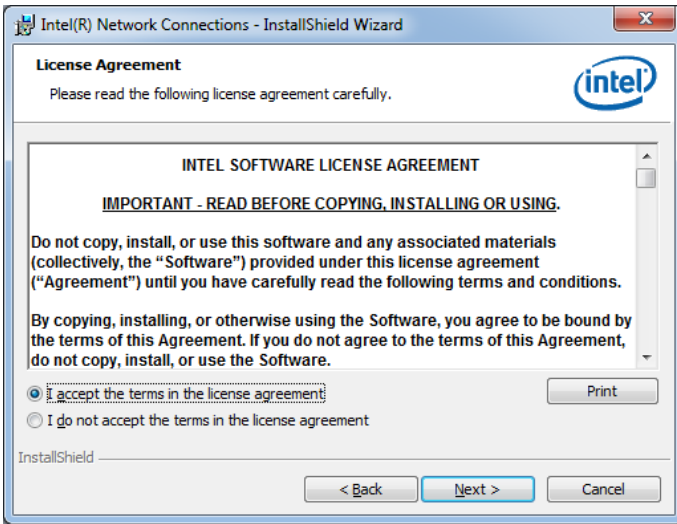 Intel(R) Network Connections - InstallShield Wizard
License Agreement
Please read the following license agreement carefully.
intel
INTEL SOFTWARE LICENSE AGREEMENT
IMPORTANT - READ BEFORE COPYING, INSTALLING OR USING.
Do not copy, install, or use this software and any associated materials
(collectively, the “Software”) provided under this license agreement
(“Agreement”) until you have carefully read the following terms and conditions.
By copying, installing, or otherwise using the Software, you agree to be bound by
the terms of this Agreement. If you do not agree to the terms of this Agreement,
do not copy, install, or use the Software.
I accept the terms in the license agreement
Print
I do not accept the terms in the license agreement
InstallShield
< Back
Next >
Cancel